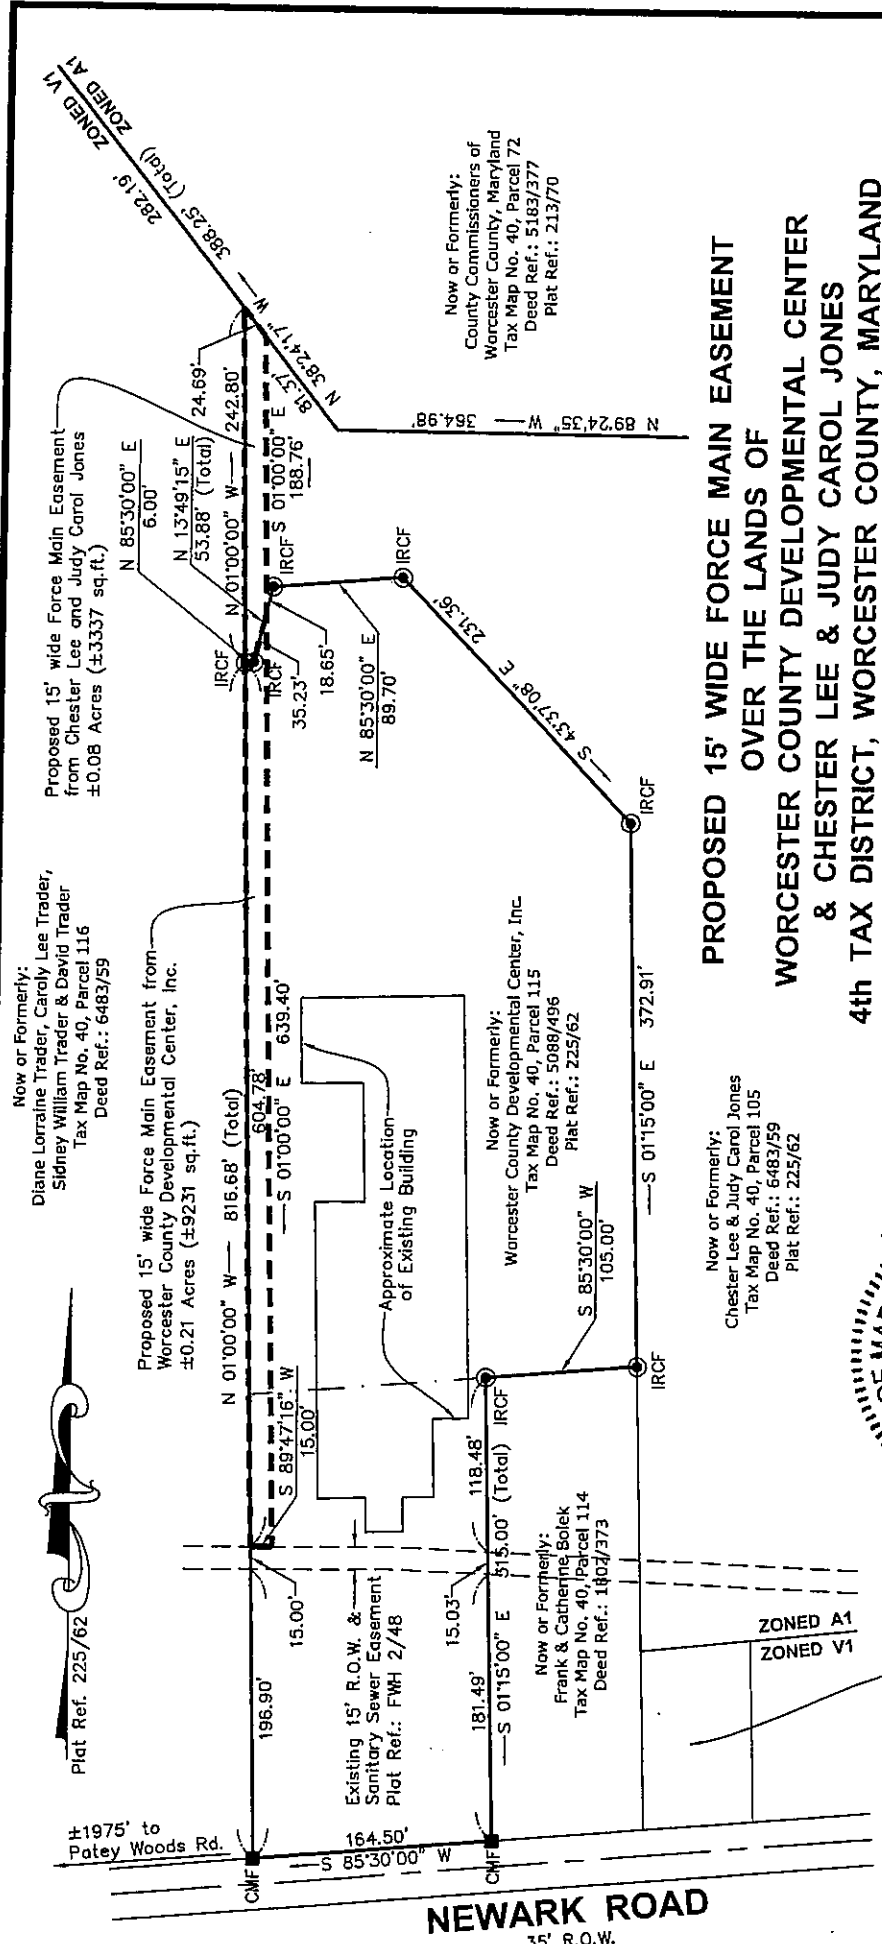 Plat Ref. 225/62
Now or Formerly:
Diane Lorraine Trader, Caroly Lee Trader,
Sidney William Trader & David Trader
Tax Map No. 40, Parcel 116
Deed Ref.: 6483/59
Proposed 15' wide Force Main Easement
from Chester Lee and Judy Carol Jones
±0.08 Acres (±3337 sq.ft.)
Proposed 15' wide Force Main Easement from
Worcester County Developmental Center, Inc.
±0.21 Acres (±9231 sq.ft.)
ZONED V1
ZONED A1
282.19'
388.25' (Total)
N 38°24'17" W
81.37'
24.69'
N 85°30'00" E
6.00'
N 13°49'15" E
53.88' (Total)
N 01°00'00" W 242.80'
S 01°00'00" E
188.76'
IRCF
IRCF
IRCF
IRCF
35.23'
18.65'
N 85°30'00" E
89.70'
Now or Formerly:
County Commissioners of
Worcester County, Maryland
Tax Map No. 40, Parcel 72
Deed Ref.: 5183/377
Plat Ref.: 213/70
N 89°24'35" W 364.98'
S 43°37'08" E 231.36'
IRCF
N 01°00'00" W 816.68' (Total)
604.78'
S 01°00'00" E 639.40'
S 89°47'16" W
15.00'
Approximate Location
of Existing Building
Now or Formerly:
Worcester County Developmental Center, Inc.
Tax Map No. 40, Parcel 115
Deed Ref.: 5088/496
Plat Ref.: 225/62
S 85°30'00" W
105.00'
S 01°15'00" E 372.91'
IRCF
IRCF
118.48'
S 01°15'00" E 315.00' (Total)
181.49'
15.03'
15.00'
196.90'
Existing 15' R.O.W. &
Sanitary Sewer Easement
Plat Ref.: FWH 2/48
Now or Formerly:
Frank & Catherine Bolek
Tax Map No. 40, Parcel 114
Deed Ref.: 1802/373
Now or Formerly:
Chester Lee & Judy Carol Jones
Tax Map No. 40, Parcel 105
Deed Ref.: 6483/59
Plat Ref.: 225/62
ZONED A1
ZONED V1
±1975' to
Patey Woods Rd.
CMF
164.50'
S 85°30'00" W
CMF
NEWARK ROAD
35' R.O.W.
PROPOSED 15' WIDE FORCE MAIN EASEMENT
OVER THE LANDS OF
WORCESTER COUNTY DEVELOPMENTAL CENTER
& CHESTER LEE & JUDY CAROL JONES
4th TAX DISTRICT, WORCESTER COUNTY, MARYLAND